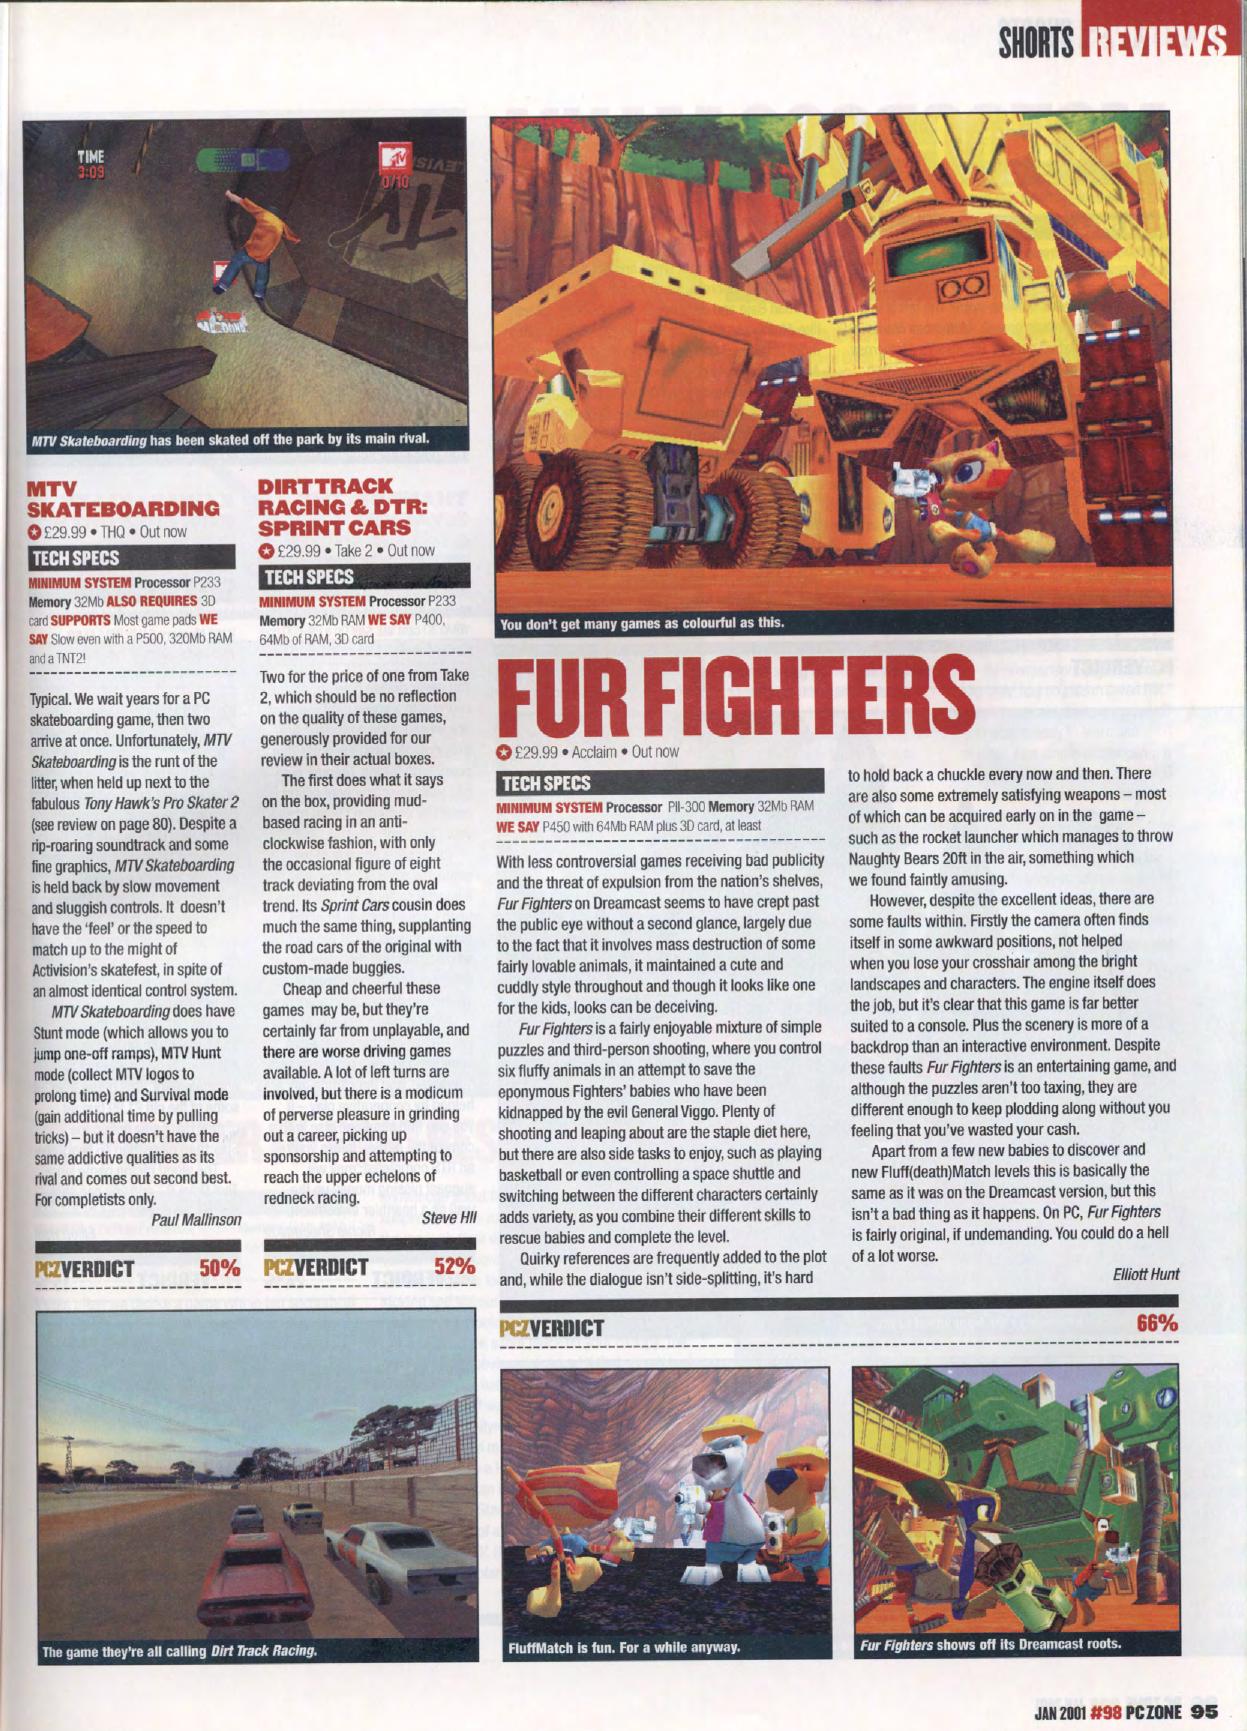 SHORTS REVIEWS
TIME
3:09
0/10
MTV Skateboarding has been skated off the park by its main rival.
MTV
SKATEBOARDING
£29.99 • THQ • Out now
TECH SPECS
MINIMUM SYSTEM Processor P233
Memory 32Mb ALSO REQUIRES 3D
card SUPPORTS Most game pads WE
SAY Slow even with a P500, 320Mb RAM
and a TNT2!
Typical. We wait years for a PC
skateboarding game, then two
arrive at once. Unfortunately, MTV
Skateboarding is the runt of the
litter, when held up next to the
fabulous Tony Hawk's Pro Skater 2
(see review on page 80). Despite a
rip-roaring soundtrack and some
fine graphics, MTV Skateboarding
is held back by slow movement
and sluggish controls. It doesn't
have the 'feel' or the speed to
match up to the might of
Activision's skatefest, in spite of
an almost identical control system.
MTV Skateboarding does have
Stunt mode (which allows you to
jump one-off ramps), MTV Hunt
mode (collect MTV logos to
prolong time) and Survival mode
(gain additional time by pulling
tricks) – but it doesn't have the
same addictive qualities as its
rival and comes out second best.
For completists only.
Paul Mallinson
PCZVERDICT 50%
DIRT TRACK
RACING & DTR:
SPRINT CARS
£29.99 • Take 2 • Out now
TECH SPECS
MINIMUM SYSTEM Processor P233
Memory 32Mb RAM WE SAY P400,
64Mb of RAM, 3D card
Two for the price of one from Take
2, which should be no reflection
on the quality of these games,
generously provided for our
review in their actual boxes.
The first does what it says
on the box, providing mud-
based racing in an anti-
clockwise fashion, with only
the occasional figure of eight
track deviating from the oval
trend. Its Sprint Cars cousin does
much the same thing, supplanting
the road cars of the original with
custom-made buggies.
Cheap and cheerful these
games may be, but they're
certainly far from unplayable, and
there are worse driving games
available. A lot of left turns are
involved, but there is a modicum
of perverse pleasure in grinding
out a career, picking up
sponsorship and attempting to
reach the upper echelons of
redneck racing.
Steve Hill
PCZVERDICT 52%
The game they're all calling Dirt Track Racing.
You don't get many games as colourful as this.
FUR FIGHTERS
£29.99 • Acclaim • Out now
TECH SPECS
MINIMUM SYSTEM Processor PII-300 Memory 32Mb RAM
WE SAY P450 with 64Mb RAM plus 3D card, at least
With less controversial games receiving bad publicity
and the threat of expulsion from the nation's shelves,
Fur Fighters on Dreamcast seems to have crept past
the public eye without a second glance, largely due
to the fact that it involves mass destruction of some
fairly lovable animals, it maintained a cute and
cuddly style throughout and though it looks like one
for the kids, looks can be deceiving.
Fur Fighters is a fairly enjoyable mixture of simple
puzzles and third-person shooting, where you control
six fluffy animals in an attempt to save the
eponymous Fighters' babies who have been
kidnapped by the evil General Viggo. Plenty of
shooting and leaping about are the staple diet here,
but there are also side tasks to enjoy, such as playing
basketball or even controlling a space shuttle and
switching between the different characters certainly
adds variety, as you combine their different skills to
rescue babies and complete the level.
Quirky references are frequently added to the plot
and, while the dialogue isn't side-splitting, it's hard
to hold back a chuckle every now and then. There
are also some extremely satisfying weapons – most
of which can be acquired early on in the game –
such as the rocket launcher which manages to throw
Naughty Bears 20ft in the air, something which
we found faintly amusing.
However, despite the excellent ideas, there are
some faults within. Firstly the camera often finds
itself in some awkward positions, not helped
when you lose your crosshair among the bright
landscapes and characters. The engine itself does
the job, but it's clear that this game is far better
suited to a console. Plus the scenery is more of a
backdrop than an interactive environment. Despite
these faults Fur Fighters is an entertaining game, and
although the puzzles aren't too taxing, they are
different enough to keep plodding along without you
feeling that you've wasted your cash.
Apart from a few new babies to discover and
new Fluff(death)Match levels this is basically the
same as it was on the Dreamcast version, but this
isn't a bad thing as it happens. On PC, Fur Fighters
is fairly original, if undemanding. You could do a hell
of a lot worse.
Elliott Hunt
PCZVERDICT 66%
FluffMatch is fun. For a while anyway.
Fur Fighters shows off its Dreamcast roots.
JAN 2001 #98 PC ZONE 95